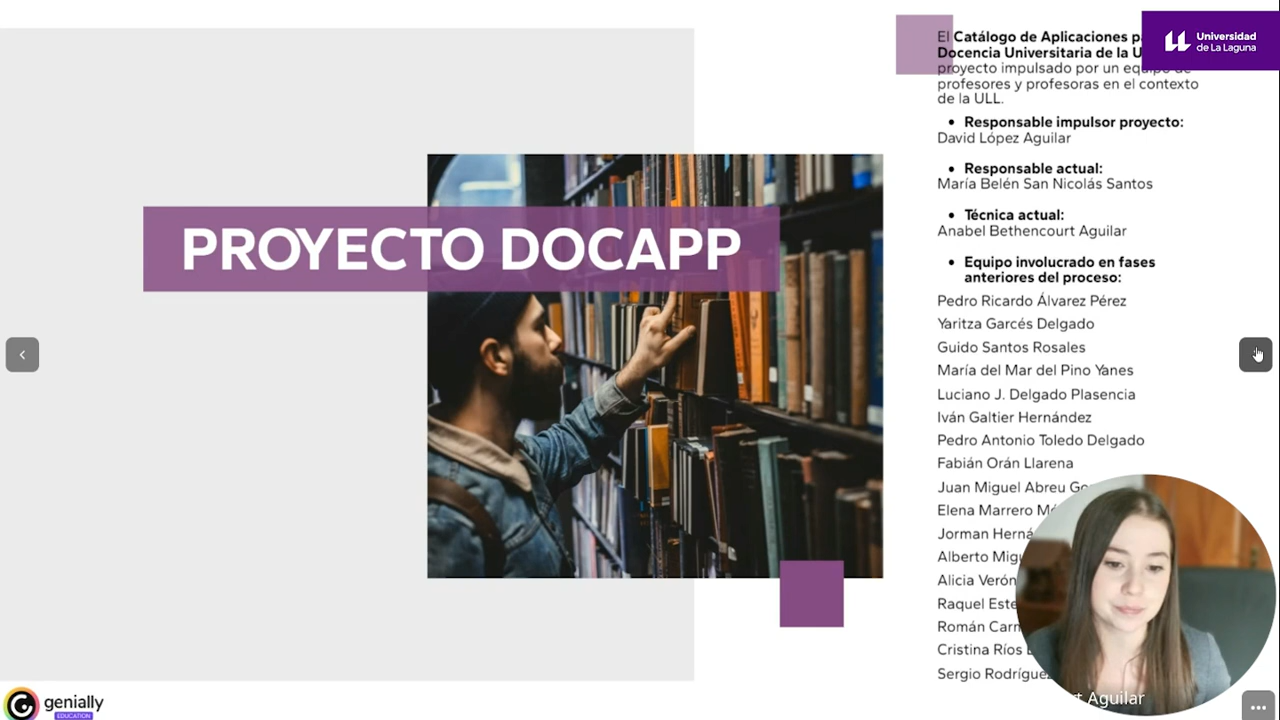 El Catálogo de Aplicaciones
Docencia Universitaria de la
proyecto impulsado por un equipo de
profesores y profesoras en el contexto
de la ULL.
Universidad
de La Laguna
• Responsable impulsor proyecto:
David López Aguilar
• Responsable actual:
María Belén San Nicolás Santos
• Técnica actual:
Anabel Bethencourt Aguilar
• Equipo involucrado en fases
anteriores del proceso:
Pedro Ricardo Álvarez Pérez
Yaritza Garcés Delgado
Guido Santos Rosales
María del Mar del Pino Yanes
Luciano J. Delgado Plasencia
Iván Galtier Hernández
Pedro Antonio Toledo Delgado
Fabián Orán Llarena
Juan Miguel Abreu
Elena Marrero
Jorman
Alberto
Alicia
Raquel
Román
Cristina Ríos
Sergio
PROYECTO DOCAPP
Aguilar
genially
EDUCATION